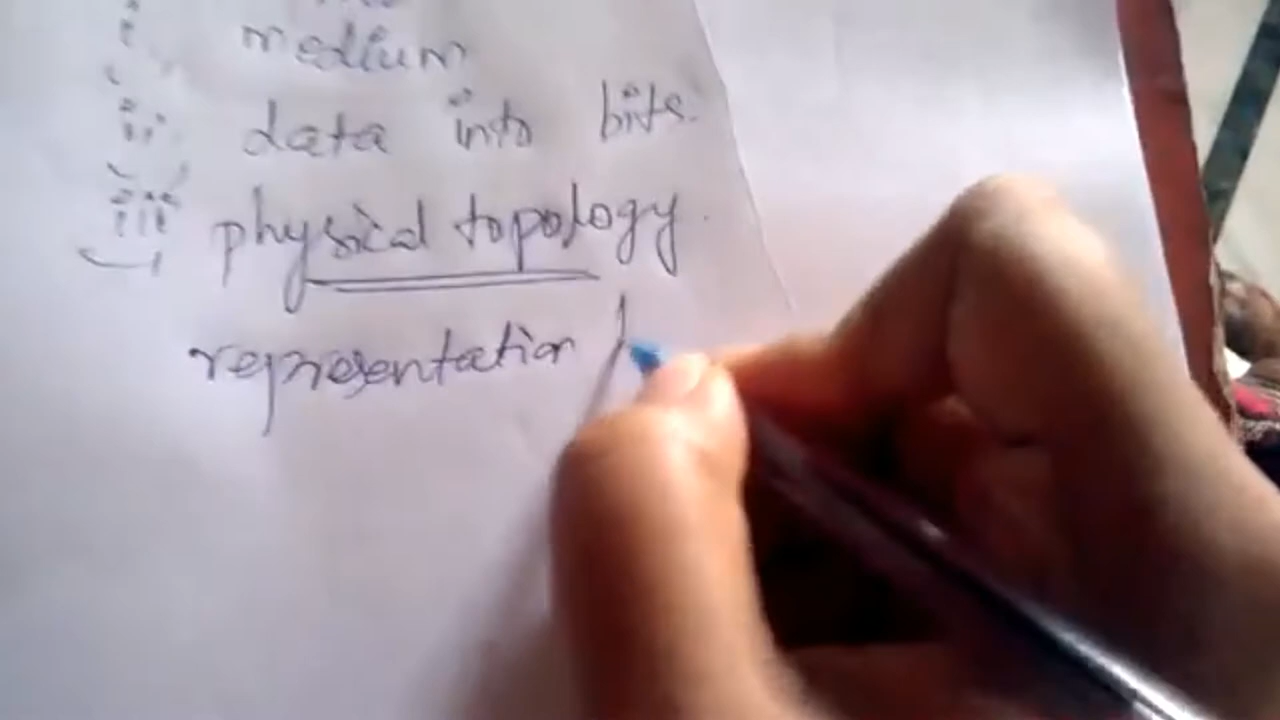 i medium
ii data into bits.
iii physical topology.
representation